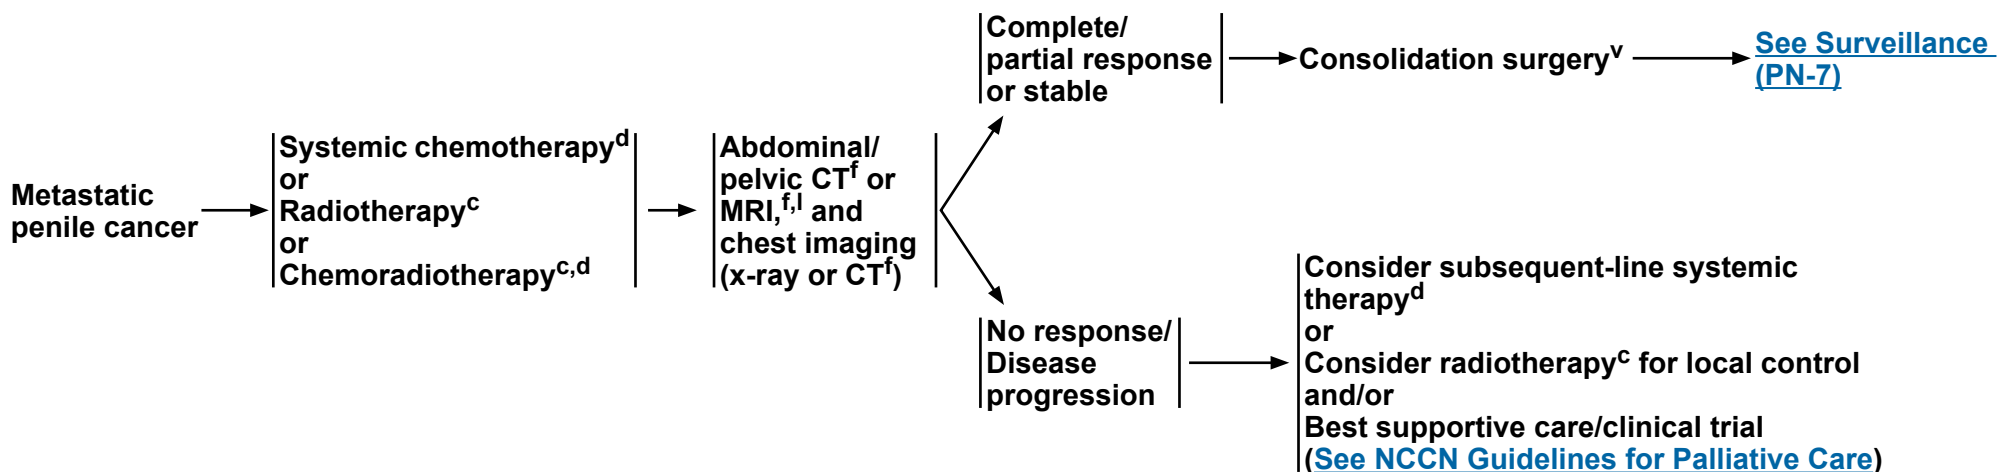 Metastatic
penile cancer
Systemic chemotherapyd
or
Radiotherapyc
or
Chemoradiotherapyc,d
Abdominal/
pelvic CTf or
MRI,f,l and
chest imaging
(x-ray or CTf)
Complete/
partial response
or stable
Consolidation surgeryv
See Surveillance
(PN-7)
No response/
Disease
progression
Consider subsequent-line systemic
therapyd
or
Consider radiotherapyc for local control
and/or
Best supportive care/clinical trial
(See NCCN Guidelines for Palliative Care)